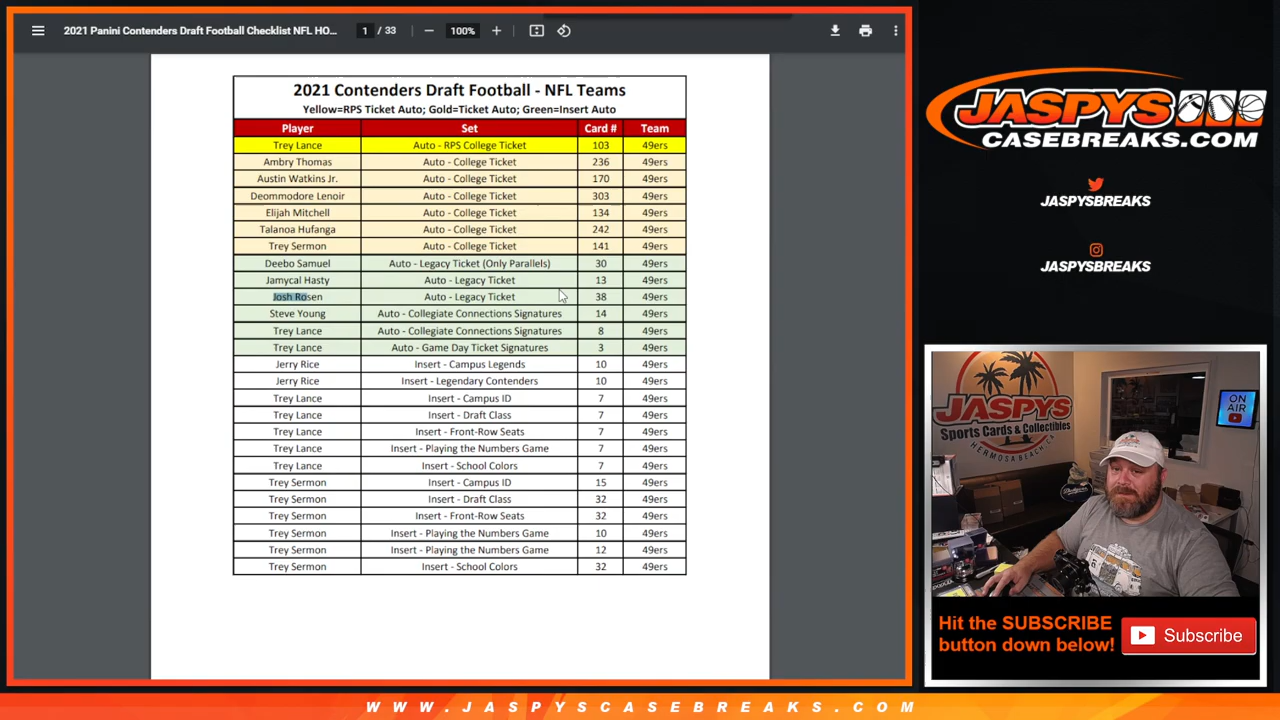 2021 Panini Contenders Draft Football Checklist NFL HO...
1 / 33
100%
2021 Contenders Draft Football - NFL Teams
Yellow=RPS Ticket Auto; Gold=Ticket Auto; Green=Insert Auto
Player Set Card # Team
Trey Lance Auto - RPS College Ticket 103 49ers
Ambry Thomas Auto - College Ticket 236 49ers
Austin Watkins Jr. Auto - College Ticket 170 49ers
Deommodore Lenoir Auto - College Ticket 303 49ers
Elijah Mitchell Auto - College Ticket 134 49ers
Talanoa Hufanga Auto - College Ticket 242 49ers
Trey Sermon Auto - College Ticket 141 49ers
Deebo Samuel Auto - Legacy Ticket (Only Parallels) 30 49ers
Jamycal Hasty Auto - Legacy Ticket 13 49ers
Josh Rosen Auto - Legacy Ticket 38 49ers
Steve Young Auto - Collegiate Connections Signatures 14 49ers
Trey Lance Auto - Collegiate Connections Signatures 8 49ers
Trey Lance Auto - Game Day Ticket Signatures 3 49ers
Jerry Rice Insert - Campus Legends 10 49ers
Jerry Rice Insert - Legendary Contenders 10 49ers
Trey Lance Insert - Campus ID 7 49ers
Trey Lance Insert - Draft Class 7 49ers
Trey Lance Insert - Front-Row Seats 7 49ers
Trey Lance Insert - Playing the Numbers Game 7 49ers
Trey Lance Insert - School Colors 7 49ers
Trey Sermon Insert - Campus ID 15 49ers
Trey Sermon Insert - Draft Class 32 49ers
Trey Sermon Insert - Front-Row Seats 32 49ers
Trey Sermon Insert - Playing the Numbers Game 10 49ers
Trey Sermon Insert - Playing the Numbers Game 12 49ers
Trey Sermon Insert - School Colors 32 49ers
JASPYS
CASEBREAKS.COM
JASPYSBREAKS
JASPYSBREAKS
JASPYS
Sports Cards & Collectibles
HERMOSA BEACH, CA
ON
AIR
Hit the SUBSCRIBE
button down below!
Subscribe
WWW.JASPYSCASEBREAKS.COM